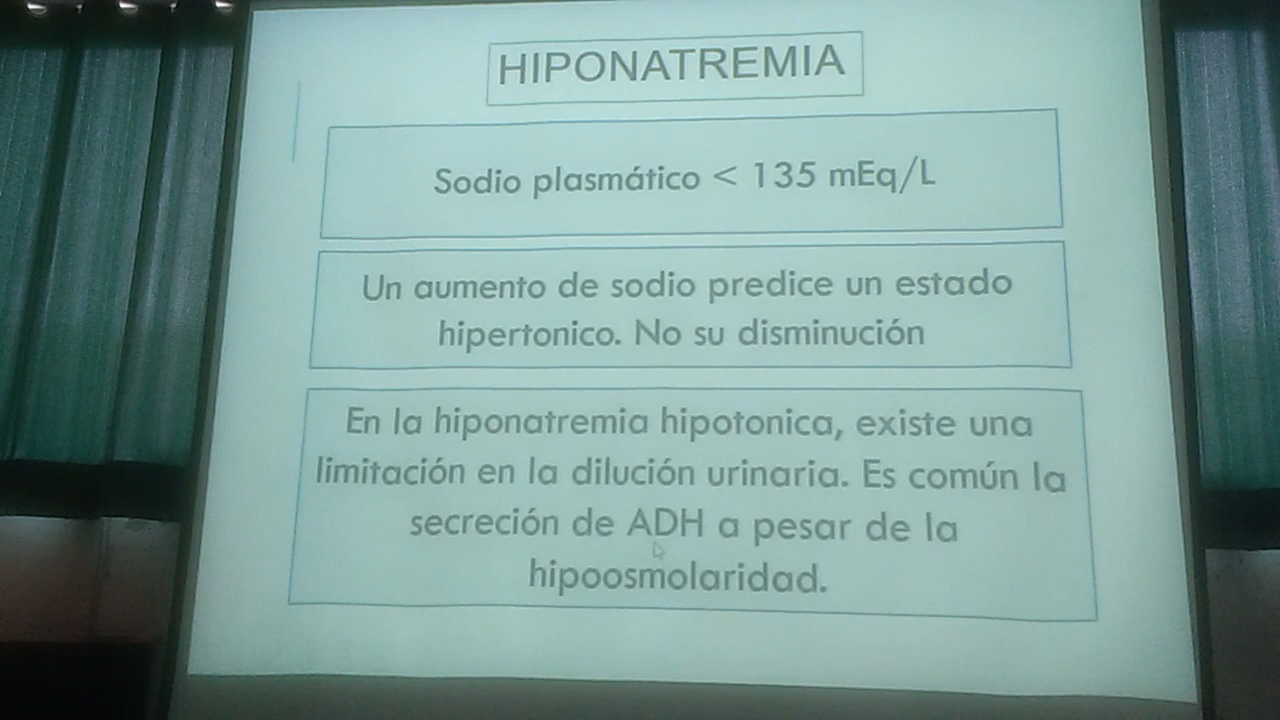 HIPONATREMIA
Sodio plasmático < 135 mEq/L
Un aumento de sodio predice un estado
hipertonico. No su disminución
En la hiponatremia hipotonica, existe una
limitación en la dilución urinaria. Es común la
secreción de ADH a pesar de la
hipoosmolaridad.